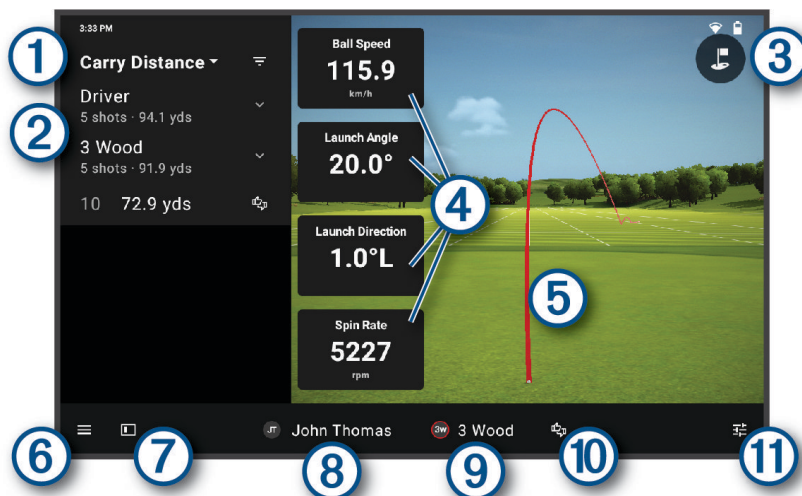 3:33 PM
Carry Distance
Driver
5 shots · 94.1 yds
3 Wood
5 shots · 91.9 yds
10 72.9 yds
Ball Speed
115.9
km/h
Launch Angle
20.0°
Launch Direction
1.0°L
Spin Rate
5227
rpm
JT John Thomas
3W 3 Wood
1
2
3
4
5
6
7
8
9
10
11